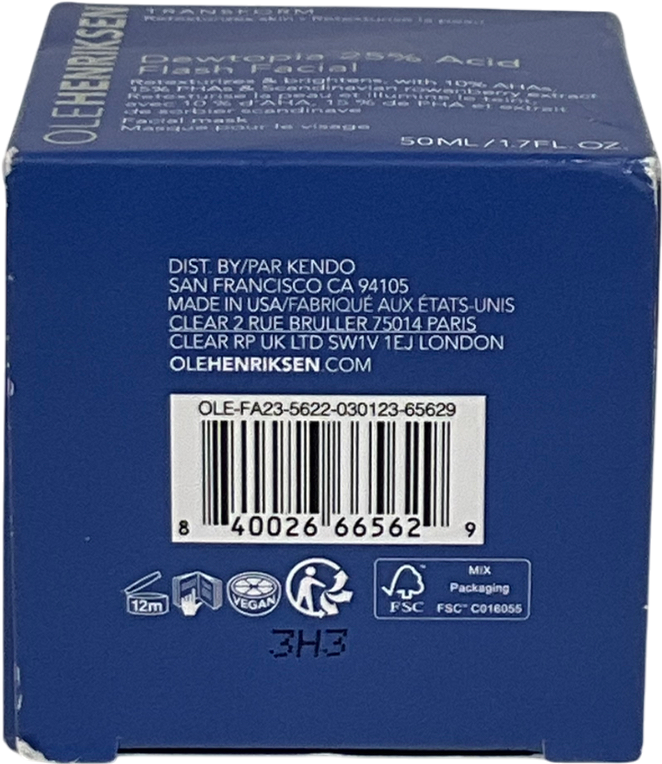 OLEHENRIKSEN
TRANSFORM
Retexturizes skin • Retexturise la peau
Dewtopia 25% Acid
Flash Facial
Retexturizes & brightens, with 10% AHAs,
15% PHAs & Scandinavian rowanberry extract
Retexturise la peau et illumine le teint,
avec 10 % d'AHA, 15 % de PHA et extrait
de sorbier scandinave
Facial mask
Masque pour le visage
50ML/1.7FL. OZ.
DIST. BY/PAR KENDO
SAN FRANCISCO CA 94105
MADE IN USA/FABRIQUÉ AUX ÉTATS-UNIS
CLEAR 2 RUE BRULLER 75014 PARIS
CLEAR RP UK LTD SW1V 1EJ LONDON
OLEHENRIKSEN.COM
OLE-FA23-5622-030123-65629
8 40026 66562 9
12m
VEGAN
FSC
MIX
Packaging
FSC™ C016055
3H3